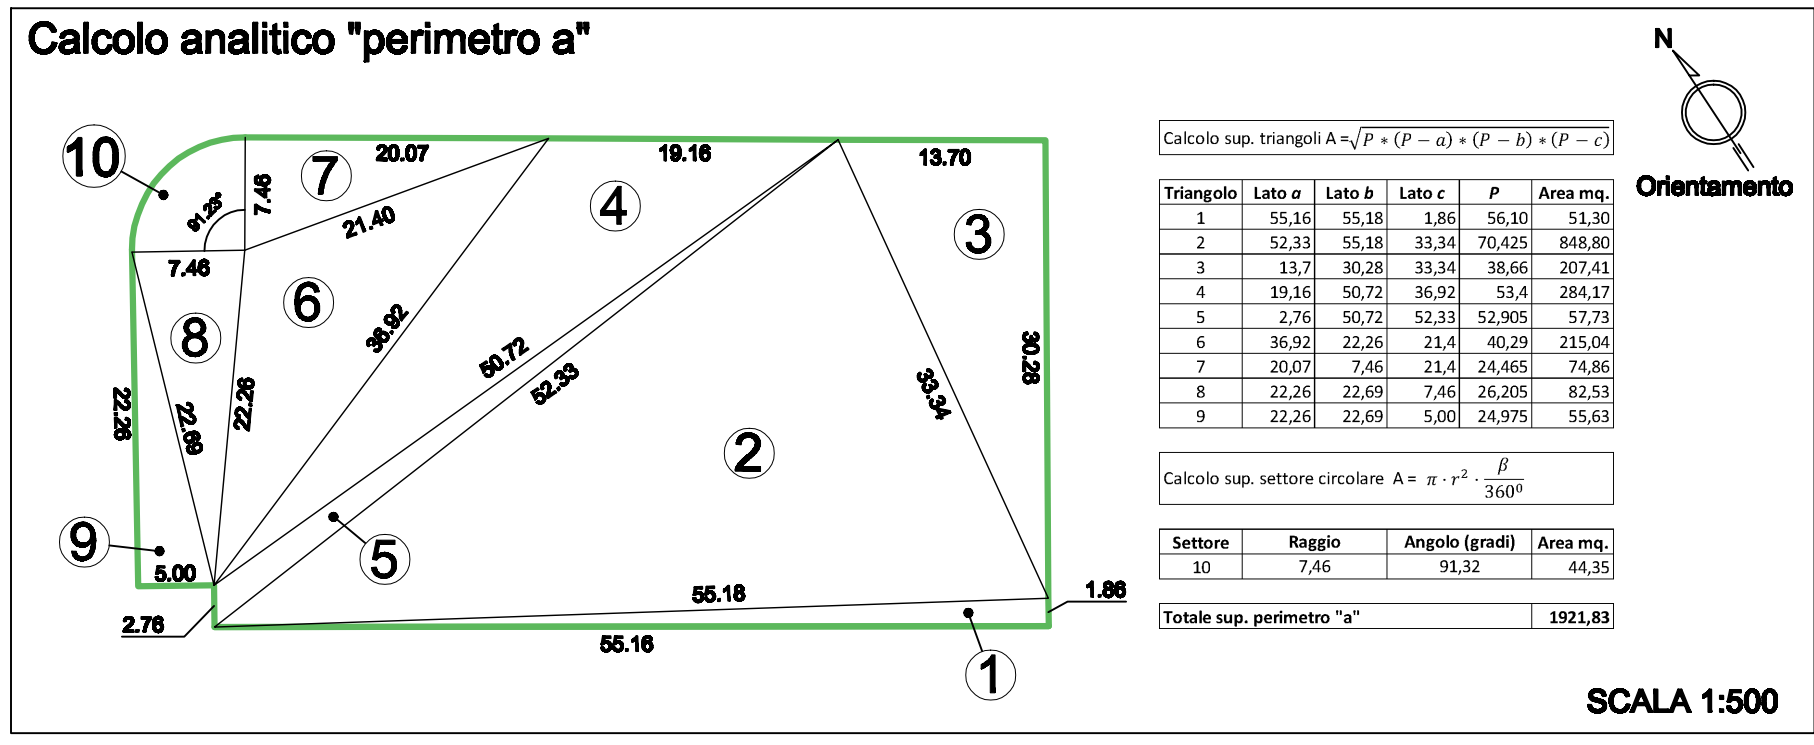 Calcolo analitico "perimetro a"
N
Orientamento
10
7
20.07
19.16
13.70
91.23°
7.46
21.40
4
3
7.46
6
8
36.92
50.72
52.33
30.28
33.34
22.26
22.69
22.26
2
9
5.00
5
55.18
1.86
2.76
55.16
1
Calcolo sup. triangoli A =√P ∗ (P − a) ∗ (P − b) ∗ (P − c)
Triangolo Lato a Lato b Lato c P Area mq.
1 55,16 55,18 1,86 56,10 51,30
2 52,33 55,18 33,34 70,425 848,80
3 13,7 30,28 33,34 38,66 207,41
4 19,16 50,72 36,92 53,4 284,17
5 2,76 50,72 52,33 52,905 57,73
6 36,92 22,26 21,4 40,29 215,04
7 20,07 7,46 21,4 24,465 74,86
8 22,26 22,69 7,46 26,205 82,53
9 22,26 22,69 5,00 24,975 55,63
Calcolo sup. settore circolare A = π · r² · β/360⁰
Settore Raggio Angolo (gradi) Area mq.
10 7,46 91,32 44,35
Totale sup. perimetro "a" 1921,83
SCALA 1:500